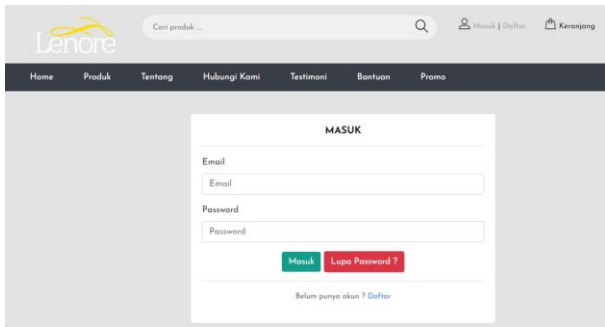 Lenore
Cari produk ...
Masuk | Daftar
Keranjang
Home Produk Tentang Hubungi Kami Testimoni Bantuan Promo
MASUK
Email
Email
Password
Password
Masuk Lupa Password ?
Belum punya akun ? Daftar